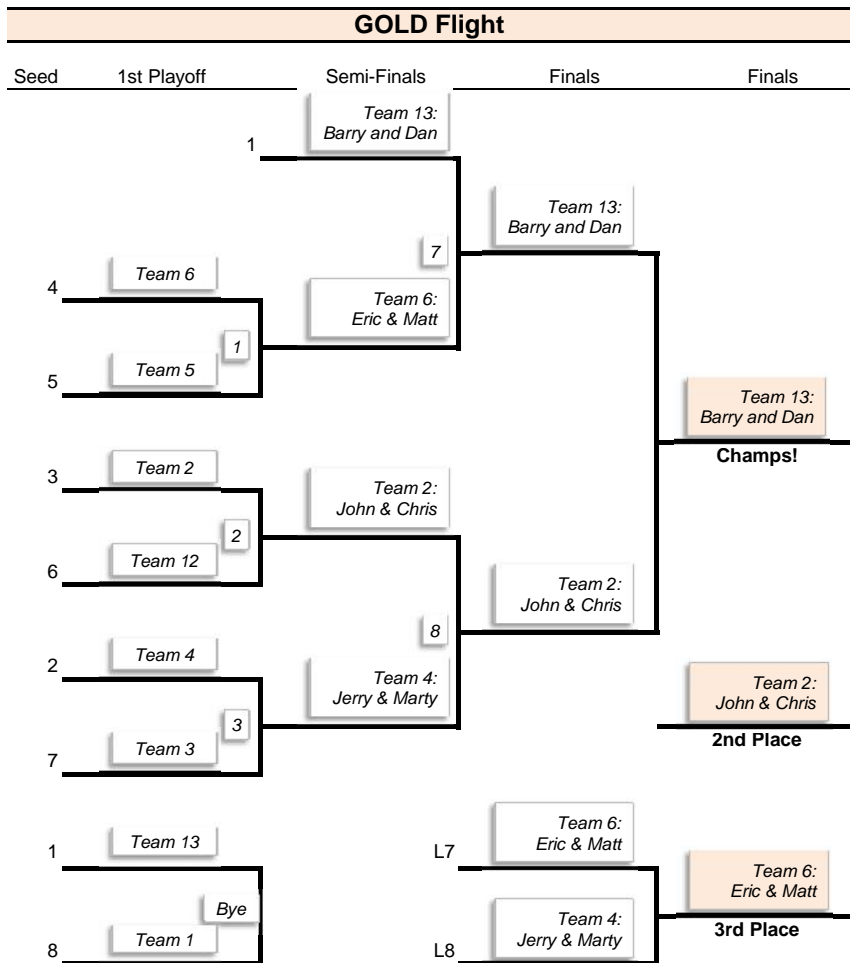 GOLD Flight
Seed 1st Playoff Semi-Finals Finals Finals
Team 13:
Barry and Dan
1
Team 13:
Barry and Dan
7
Team 6
4
Team 6:
Eric & Matt
1
Team 5
5
Team 13:
Barry and Dan
Champs!
Team 2
3
Team 2:
John & Chris
2
Team 12
6
Team 2:
John & Chris
8
Team 4
2
Team 4:
Jerry & Marty
3
Team 3
7
Team 2:
John & Chris
2nd Place
Team 13
1
Bye
Team 1
8
Team 6:
Eric & Matt
L7
Team 4:
Jerry & Marty
L8
Team 6:
Eric & Matt
3rd Place